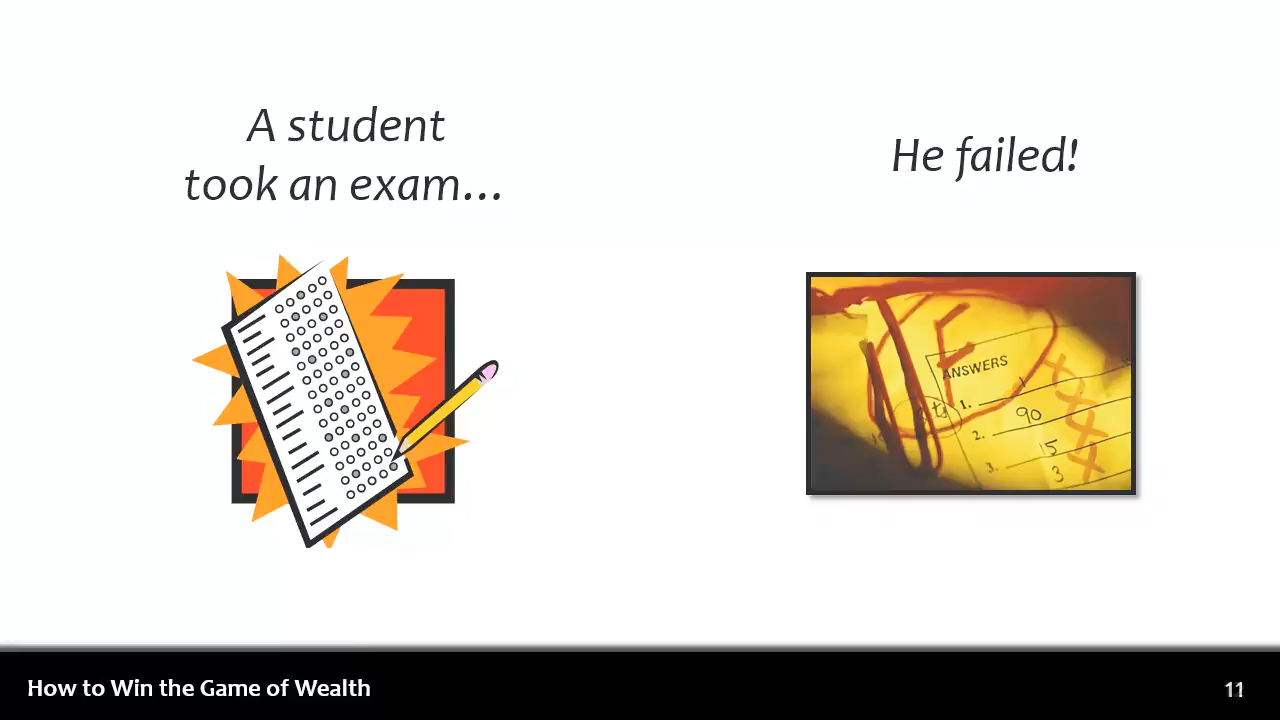 A student
took an exam...
He failed!
F
ANSWERS
1.
2. 90
3. 15
3
How to Win the Game of Wealth
11